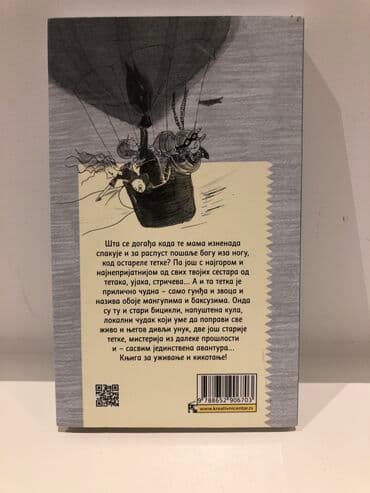 Шта се догађа када те мама изненада
спакује и за распуст пошаље богу иза ногу,
код остареле тетке? Па још с најгором и
најнепријатнијом од свих твојих сестара од
тетака, ујака, стричева... А и та тетка је
прилично чудна – само гунђа и звоца и
назива обоје мангупима и баксузима. Онда
су ту и стари бицикли, напуштена кула,
локални чудак који уме да поправи све
живо и његов дивљи унук, две још старије
тетке, мистерија из далеке прошлости
и – сасвим јединствена авантура...
Књига за уживање и кикотање!
9 788652 906703
www.kreativnicentar.rs